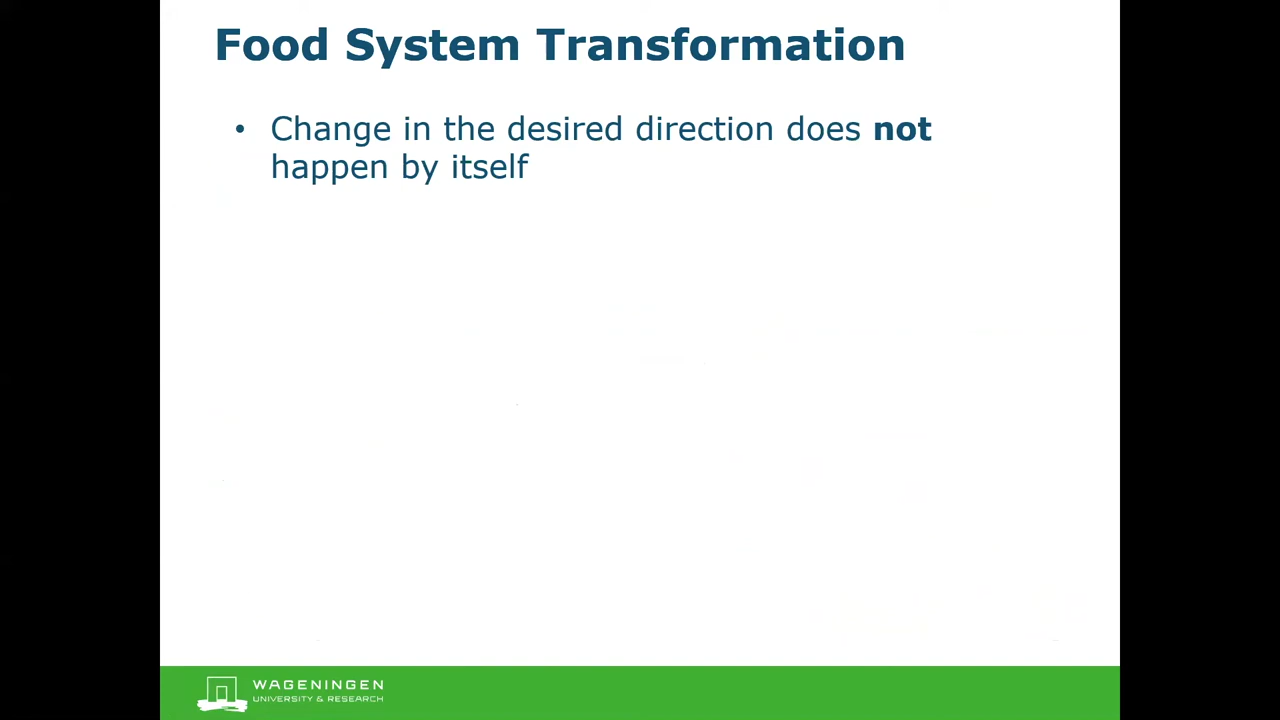 Food System Transformation
• Change in the desired direction does not
happen by itself
WAGENINGEN
UNIVERSITY & RESEARCH